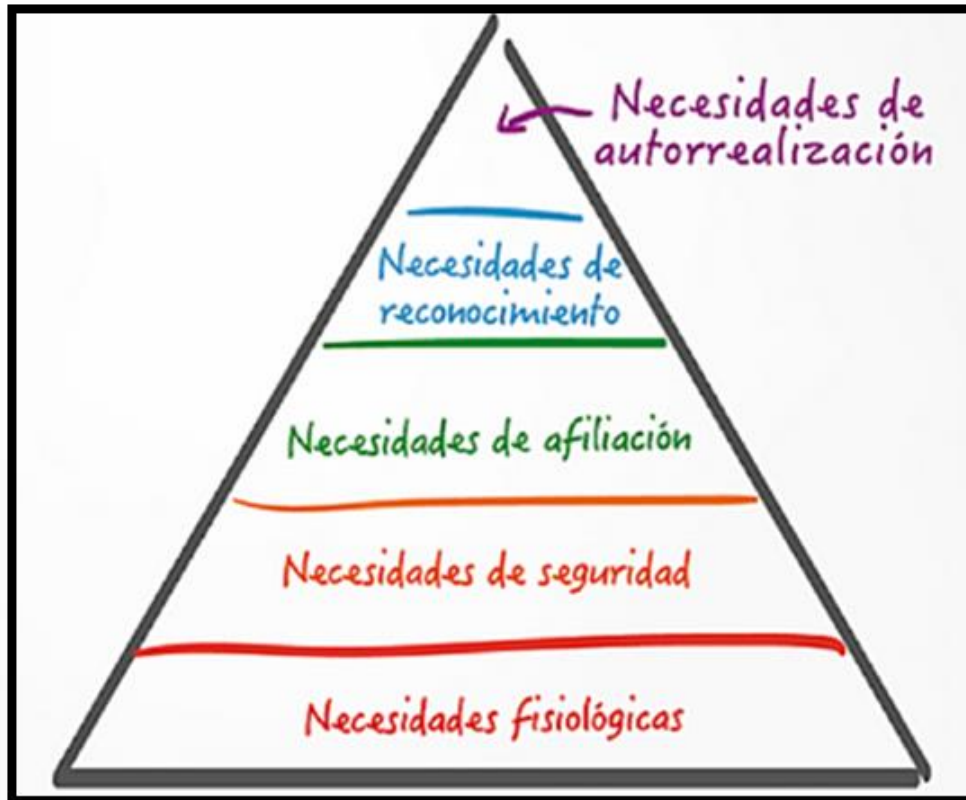 Necesidades de
autorrealización
Necesidades de
reconocimiento
Necesidades de afiliación
Necesidades de seguridad
Necesidades fisiológicas